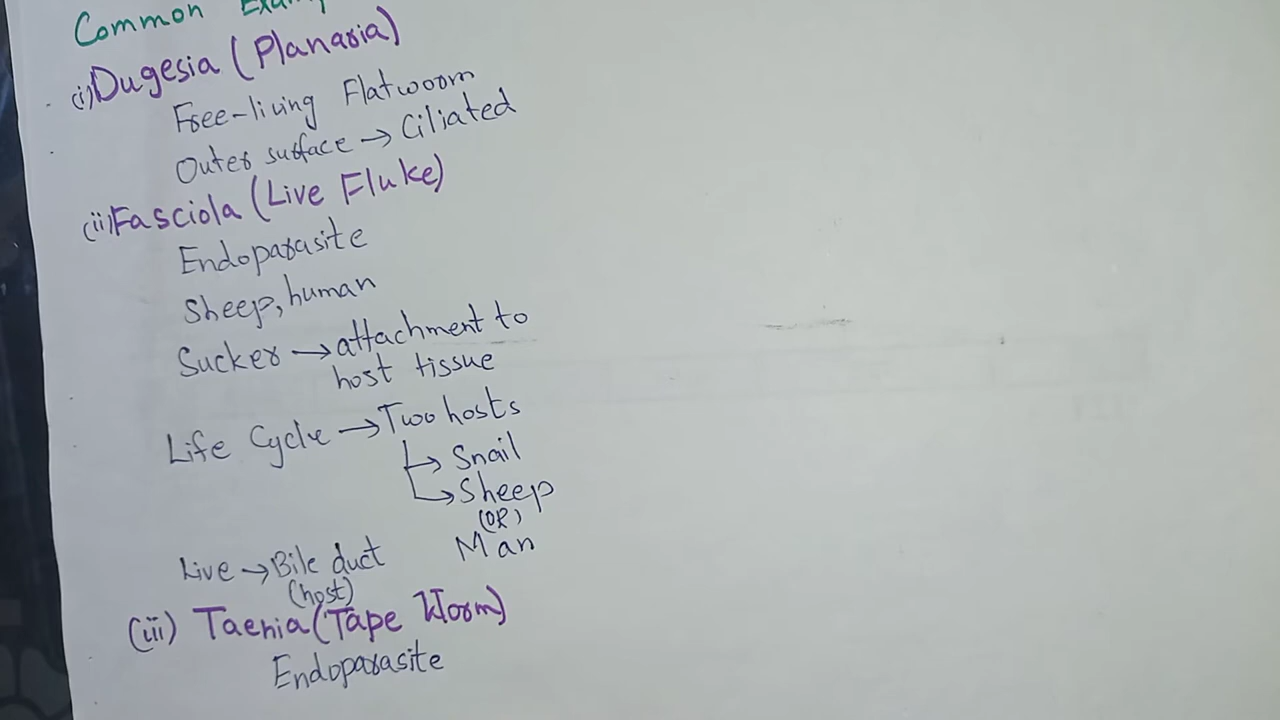 Common
(i) Dugesia (Planaria)
Free-living Flatworm
Outer surface → Ciliated
(ii) Fasciola (Live Fluke)
Endoparasite
Sheep, human
Sucker → attachment to
host tissue
Life Cycle → Two hosts
→ Snail
→ Sheep
(OR)
Man
Live → Bile duct
(host)
(iii) Taenia (Tape Worm)
Endoparasite